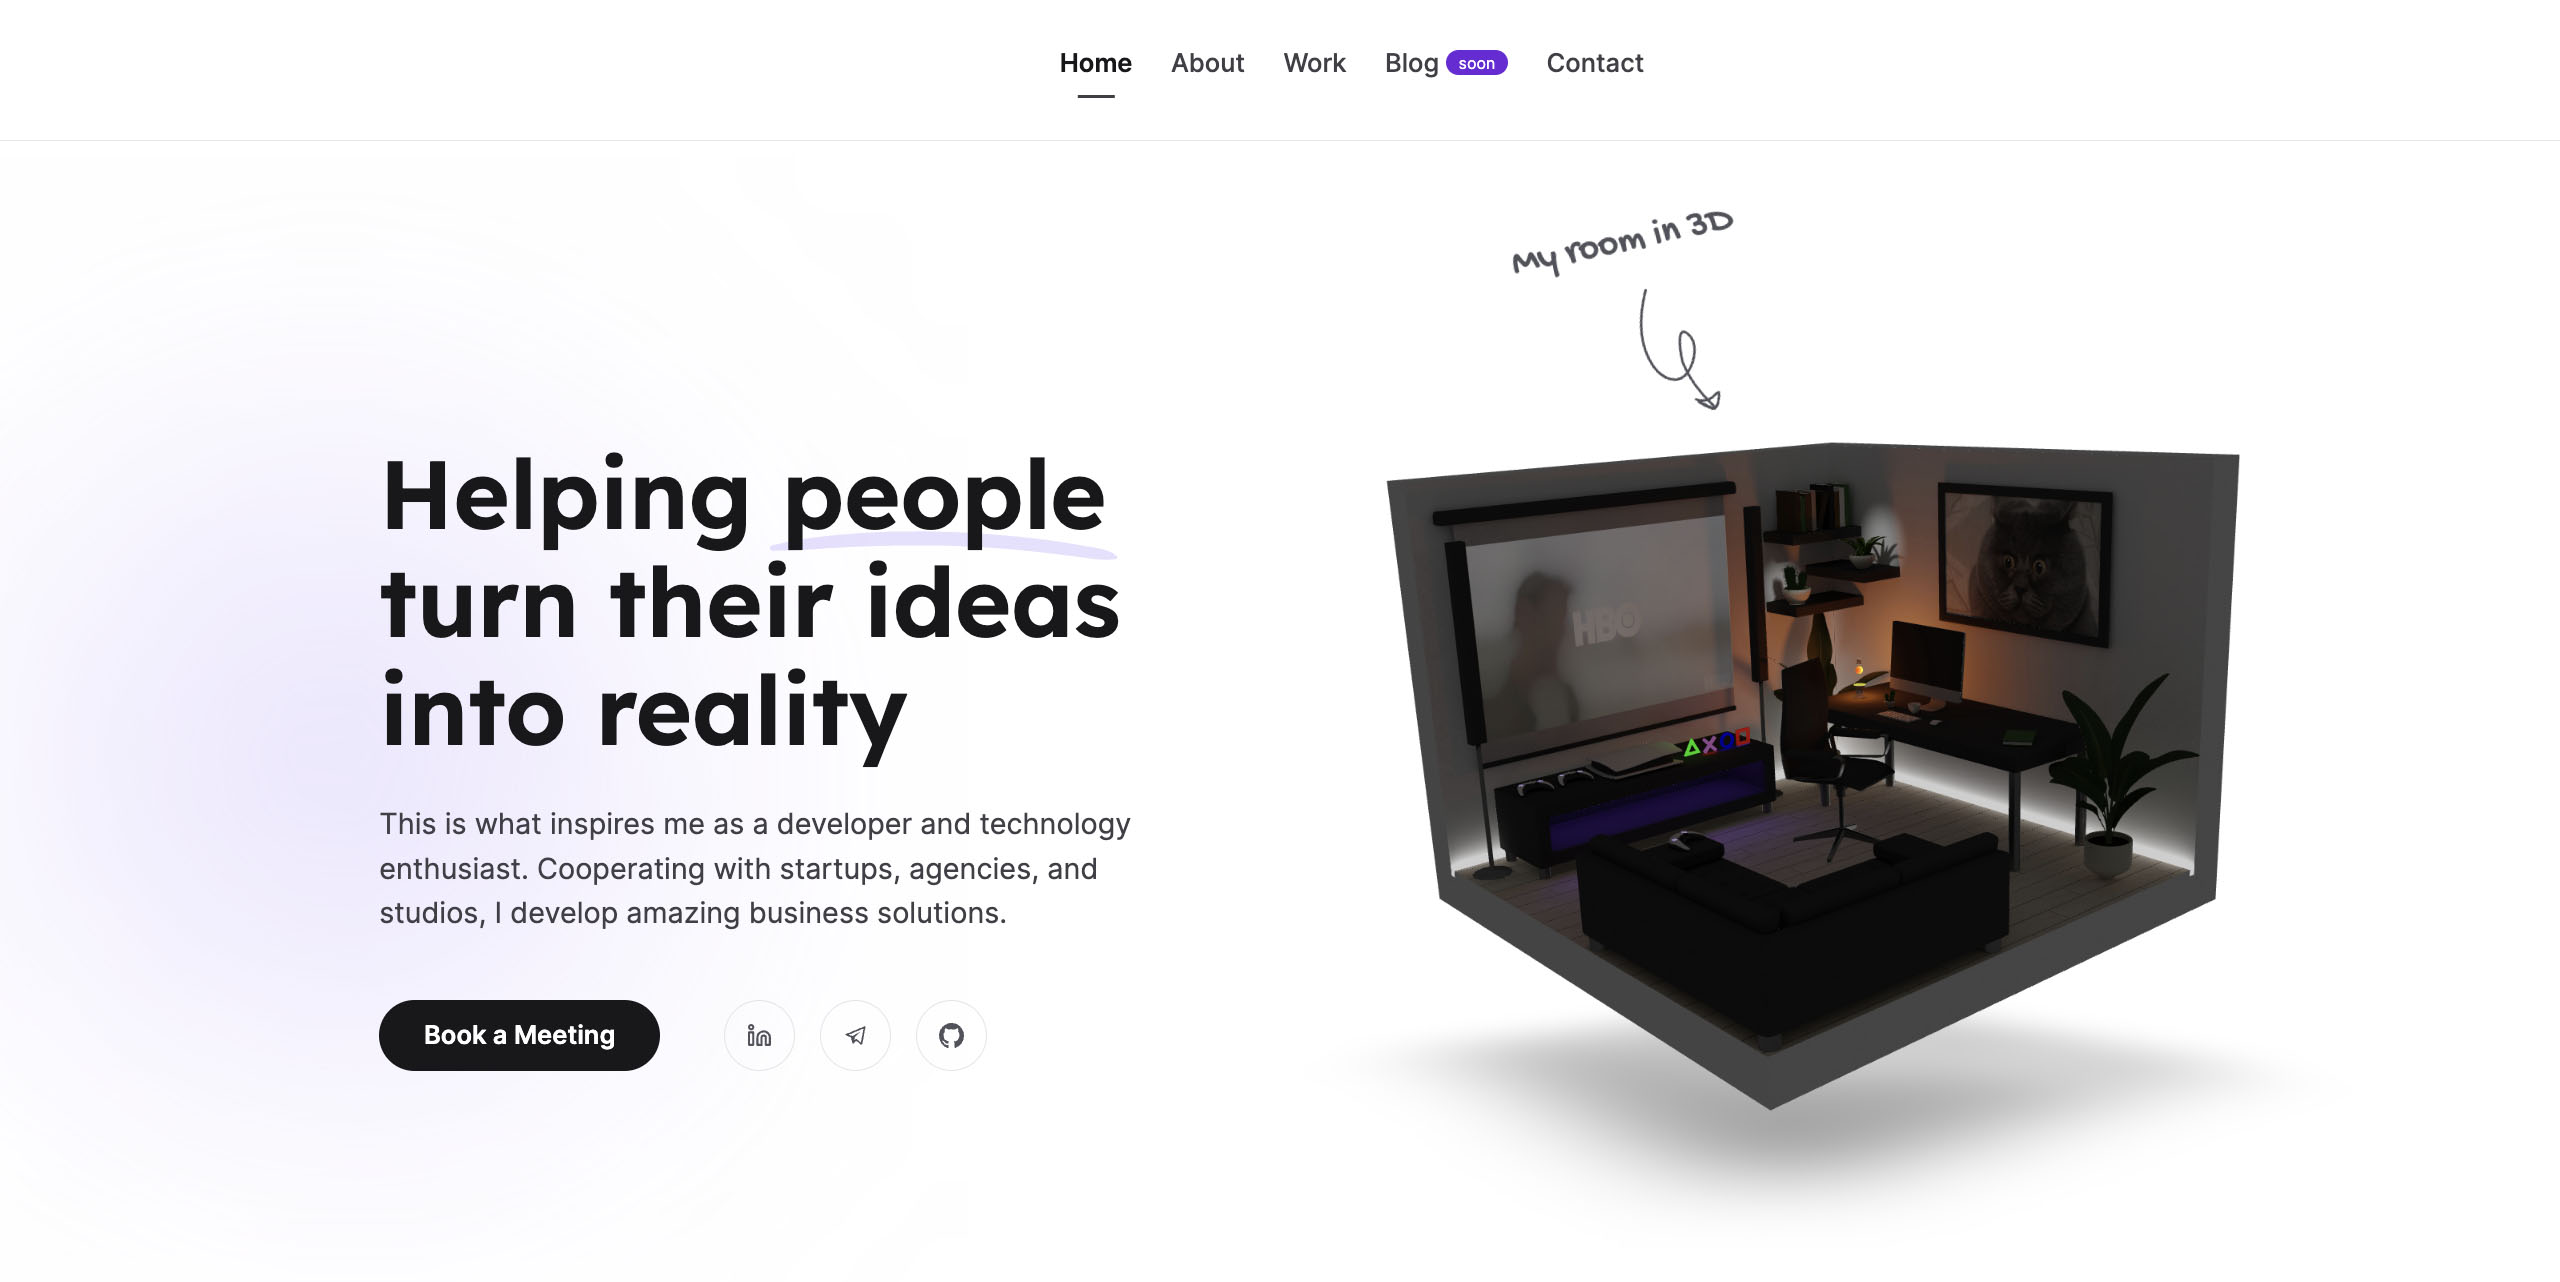 Home About Work Blog soon Contact
My room in 3D
Helping people
turn their ideas
into reality
HBO
This is what inspires me as a developer and technology
enthusiast. Cooperating with startups, agencies, and
studios, I develop amazing business solutions.
Book a Meeting
in